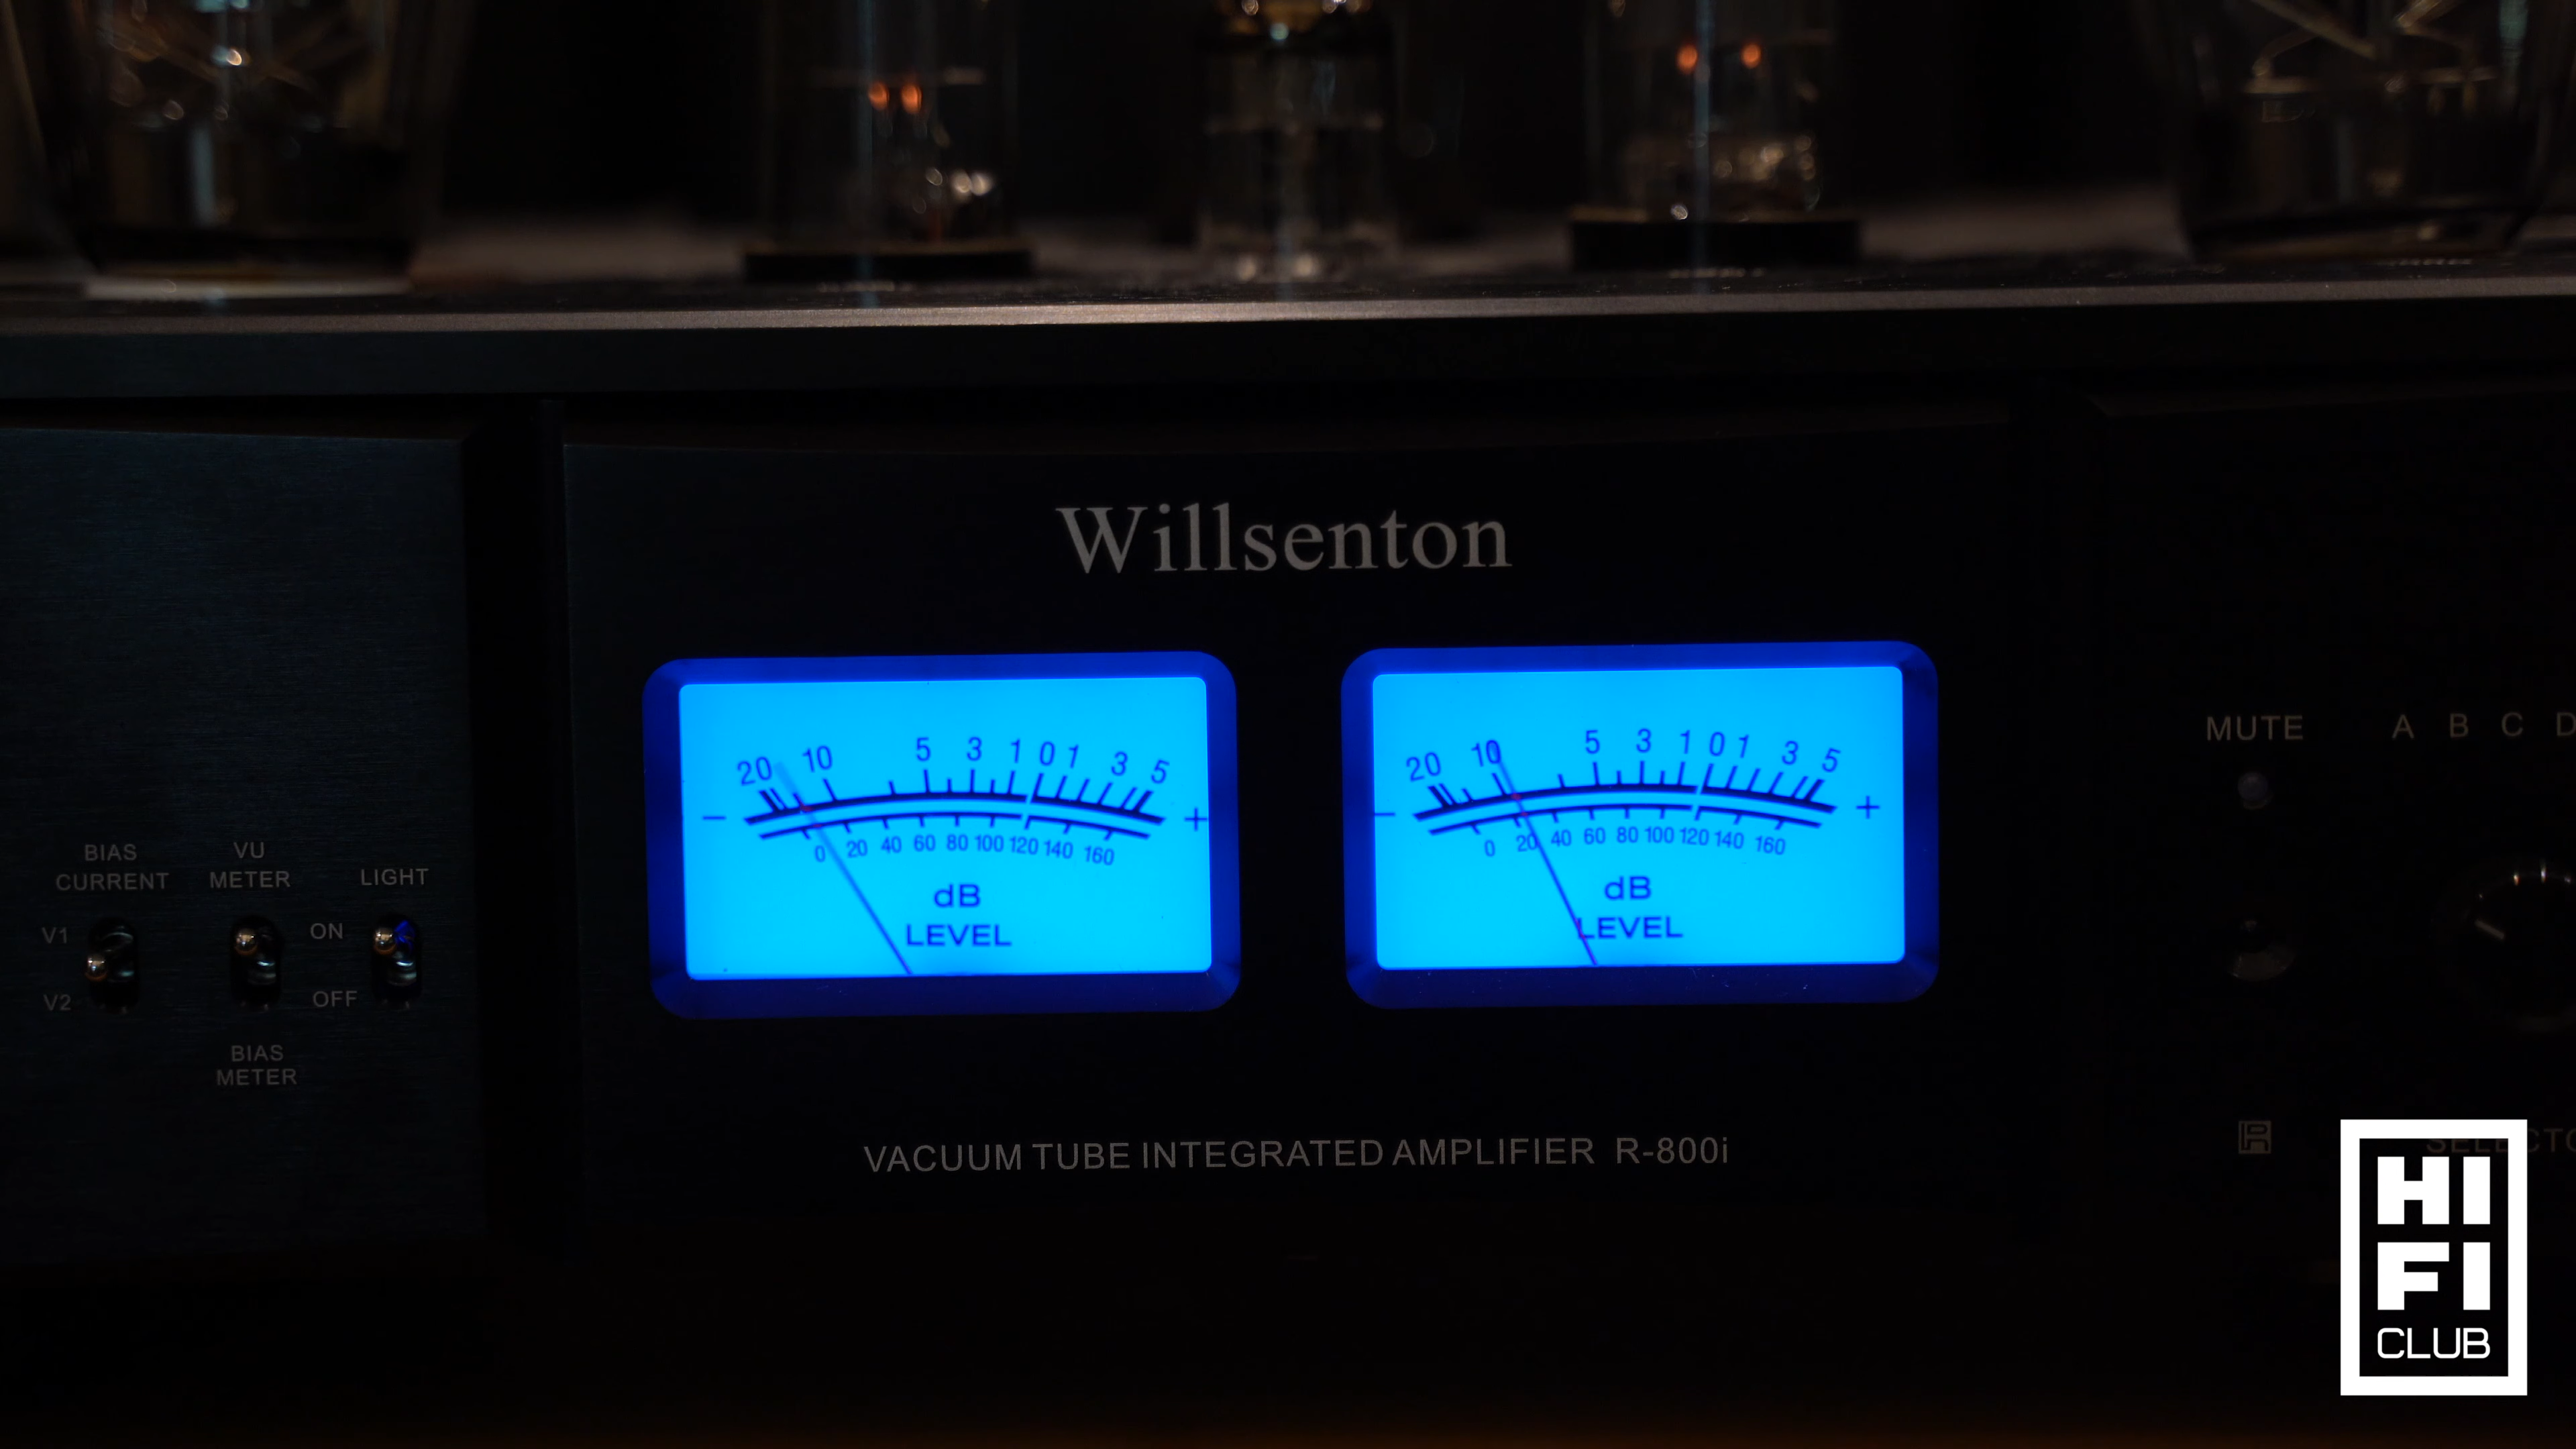 Willsenton
20 10 5 3 1 0 1 3 5
- +
0 20 40 60 80 100 120 140 160
dB
LEVEL
20 10 5 3 1 0 1 3 5
- +
0 20 40 60 80 100 120 140 160
dB
LEVEL
BIAS
CURRENT
V1
V2
VU
METER
BIAS
METER
LIGHT
ON
OFF
MUTE
A B C D
VACUUM TUBE INTEGRATED AMPLIFIER R-800i
HI
FI
CLUB